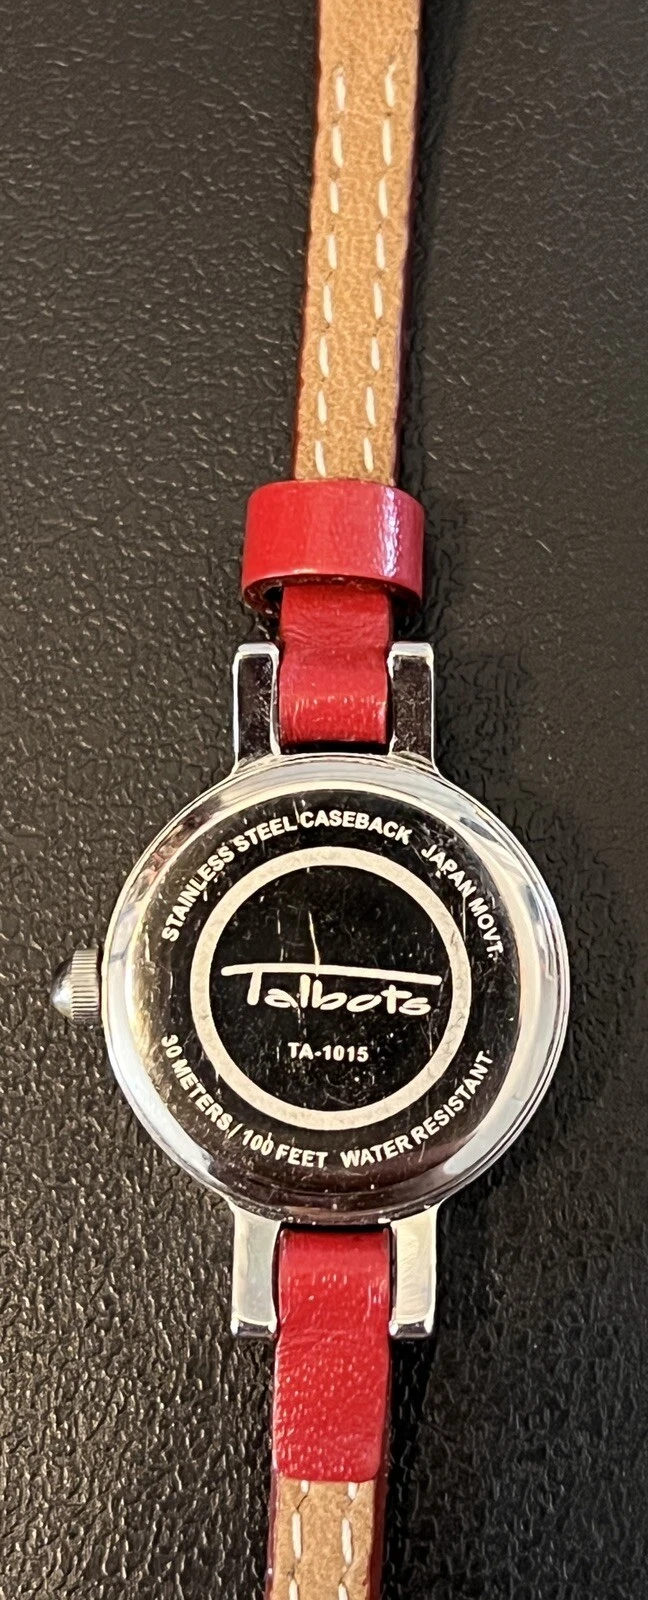 STAINLESS STEEL CASEBACK JAPAN MOVT.
Talbots
TA-1015
30 METERS / 100 FEET WATER RESISTANT